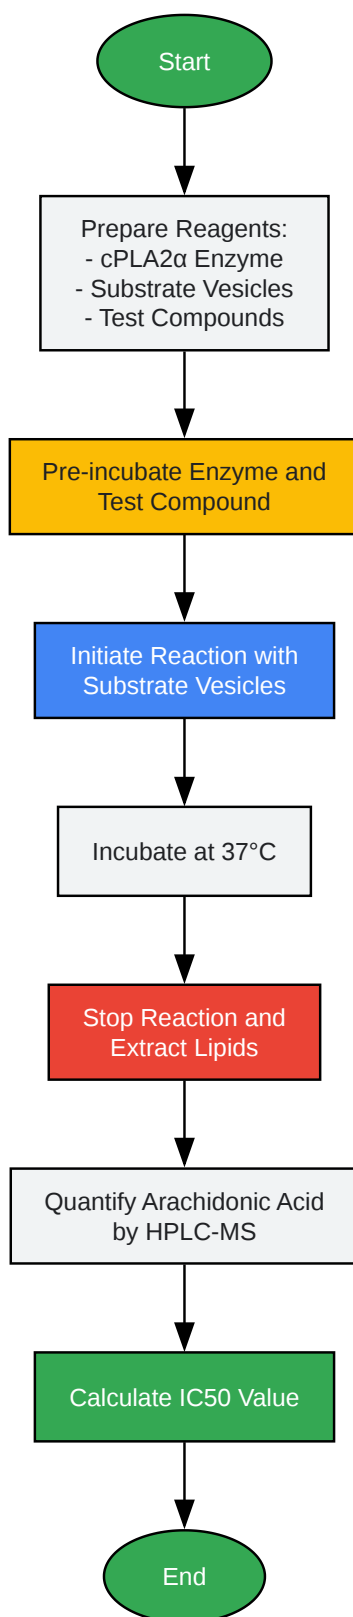 Start
Prepare Reagents:
- cPLA2α Enzyme
- Substrate Vesicles
- Test Compounds
Pre-incubate Enzyme and
Test Compound
Initiate Reaction with
Substrate Vesicles
Incubate at 37°C
Stop Reaction and
Extract Lipids
Quantify Arachidonic Acid
by HPLC-MS
Calculate IC50 Value
End